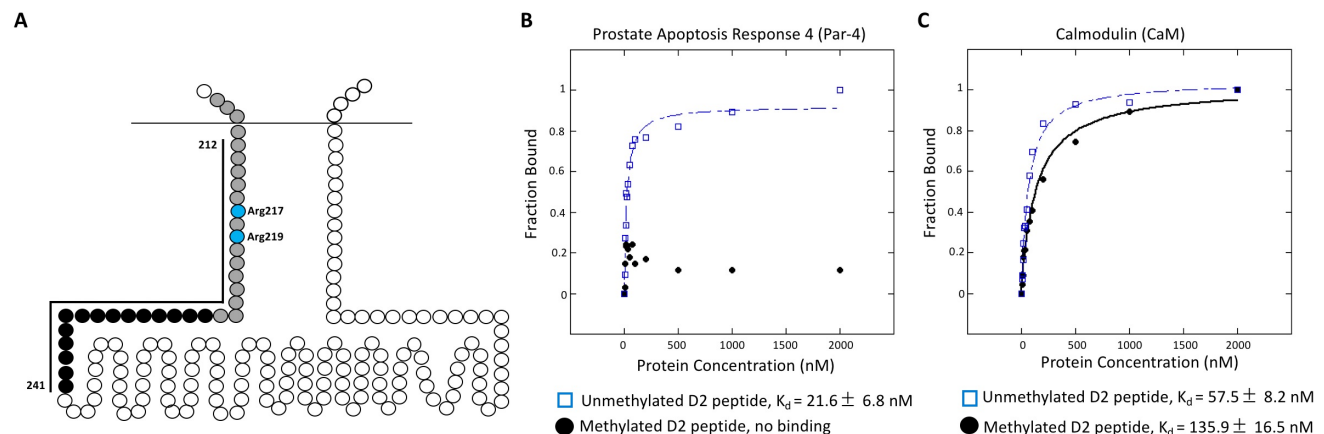 A
212
Arg217
Arg219
241
B
Prostate Apoptosis Response 4 (Par-4)
Fraction Bound
1
0.8
0.6
0.4
0.2
0
0 500 1000 1500 2000
Protein Concentration (nM)
Unmethylated D2 peptide, Kd = 21.6 ± 6.8 nM
Methylated D2 peptide, no binding
C
Calmodulin (CaM)
Fraction Bound
1
0.8
0.6
0.4
0.2
0
0 500 1000 1500 2000
Protein Concentration (nM)
Unmethylated D2 peptide, Kd = 57.5 ± 8.2 nM
Methylated D2 peptide, Kd = 135.9 ± 16.5 nM